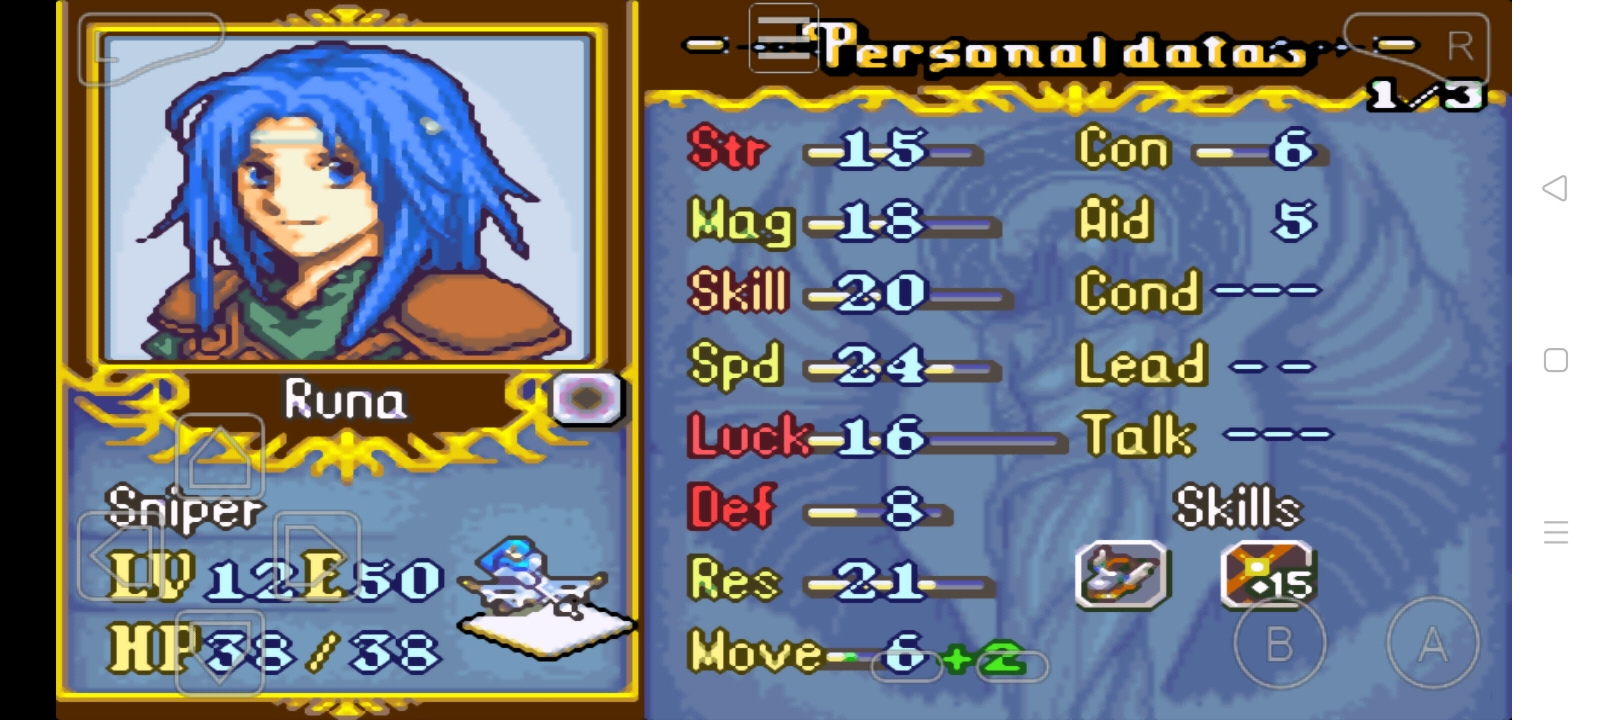 L
Personal data
R
1/3
Str 15 Con 6
Mag 18 Aid 5
Skill 20 Cond ---
Spd 24 Lead --
Luck 16 Talk ---
Def 8 Skills
Res 21 15
Move 6 +2
Runa
Sniper
LV 12 E 50
HP 38/38
B A